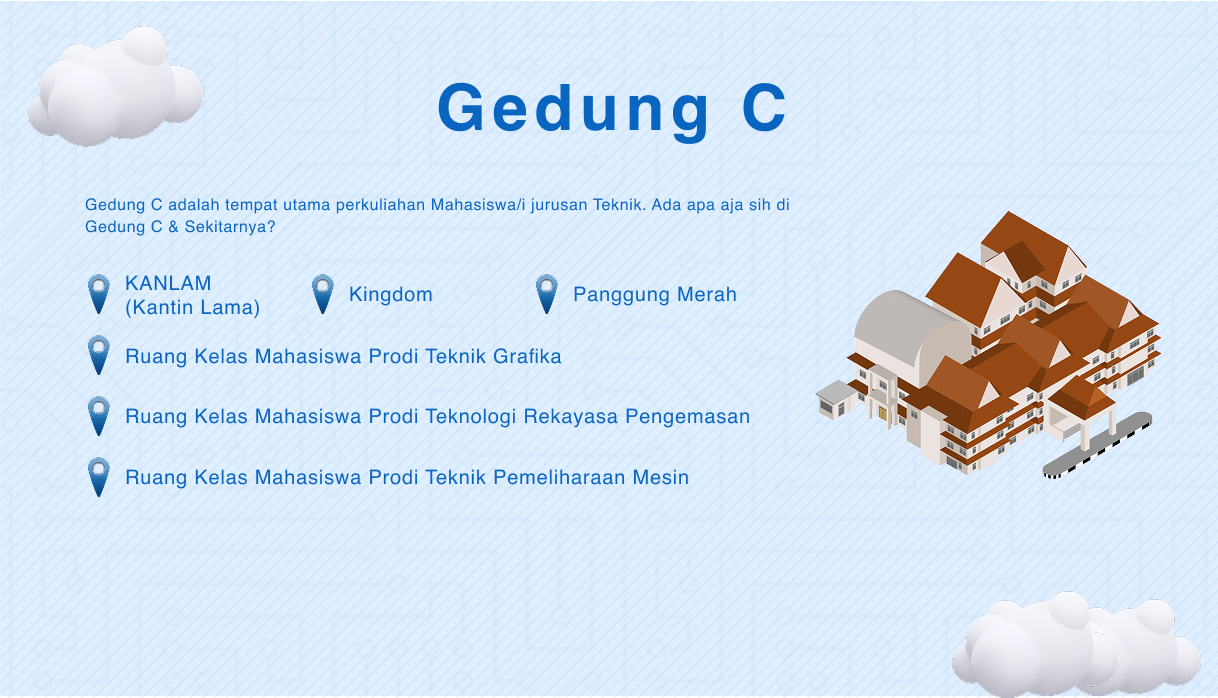 Gedung C
Gedung C adalah tempat utama perkuliahan Mahasiswa/i jurusan Teknik. Ada apa aja sih di
Gedung C & Sekitarnya?
KANLAM
(Kantin Lama)
Kingdom
Panggung Merah
Ruang Kelas Mahasiswa Prodi Teknik Grafika
Ruang Kelas Mahasiswa Prodi Teknologi Rekayasa Pengemasan
Ruang Kelas Mahasiswa Prodi Teknik Pemeliharaan Mesin